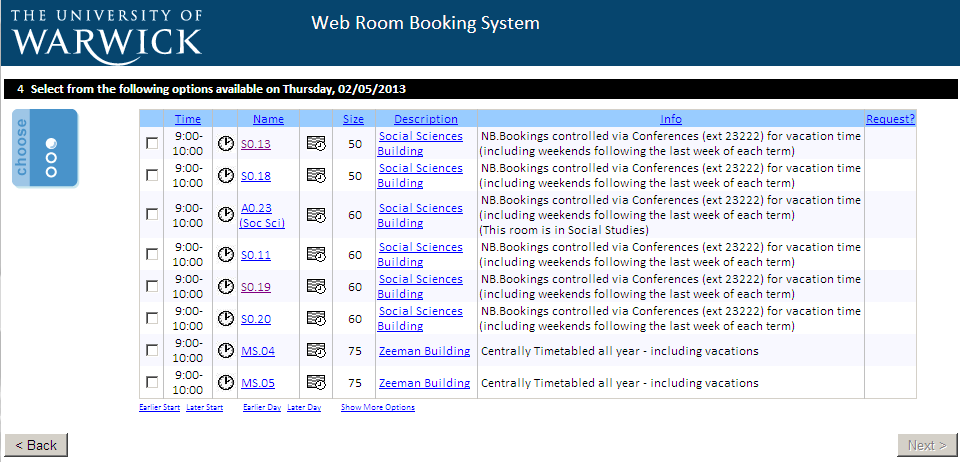 THE UNIVERSITY OF
WARWICK
Web Room Booking System
4 Select from the following options available on Thursday, 02/05/2013
choose
Time Name Size Description Info Request?
9:00-10:00 S0.13 50 Social Sciences Building NB.Bookings controlled via Conferences (ext 23222) for vacation time
(including weekends following the last week of each term)
9:00-10:00 S0.18 50 Social Sciences Building NB.Bookings controlled via Conferences (ext 23222) for vacation time
(including weekends following the last week of each term)
9:00-10:00 A0.23 (Soc Sci) 60 Social Sciences Building NB.Bookings controlled via Conferences (ext 23222) for vacation time
(including weekends following the last week of each term)
(This room is in Social Studies)
9:00-10:00 S0.11 60 Social Sciences Building NB.Bookings controlled via Conferences (ext 23222) for vacation time
(including weekends following the last week of each term)
9:00-10:00 S0.19 60 Social Sciences Building NB.Bookings controlled via Conferences (ext 23222) for vacation time
(including weekends following the last week of each term)
9:00-10:00 S0.20 60 Social Sciences Building NB.Bookings controlled via Conferences (ext 23222) for vacation time
(including weekends following the last week of each term)
9:00-10:00 MS.04 75 Zeeman Building Centrally Timetabled all year - including vacations
9:00-10:00 MS.05 75 Zeeman Building Centrally Timetabled all year - including vacations
Earlier Start Later Start Earlier Day Later Day Show More Options
< Back Next >